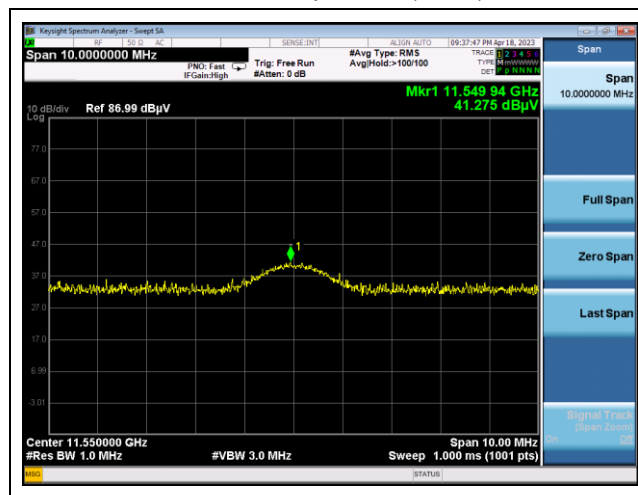 Keysight Spectrum Analyzer - Swept SA
RF 50 Ω AC SENSE:INT ALIGN AUTO 09:37:47 PM Apr 18, 2023
Span 10.0000000 MHz
PNO: Fast
IFGain:High
Trig: Free Run
#Atten: 0 dB
#Avg Type: RMS
Avg|Hold:>100/100
TRACE 1 2 3 4 5 6
TYPE MWWWWW
DET P P N N N N
Mkr1 11.549 94 GHz
41.275 dBµV
10 dB/div Ref 86.99 dBµV
Log
77.0
67.0
57.0
47.0
37.0
27.0
17.0
6.99
-3.01
1
Center 11.550000 GHz
Span 10.00 MHz
#Res BW 1.0 MHz
#VBW 3.0 MHz
Sweep 1.000 ms (1001 pts)
MSG
STATUS
Span
Span
10.0000000 MHz
Full Span
Zero Span
Last Span
Signal Track
(Span Zoom)
On Off